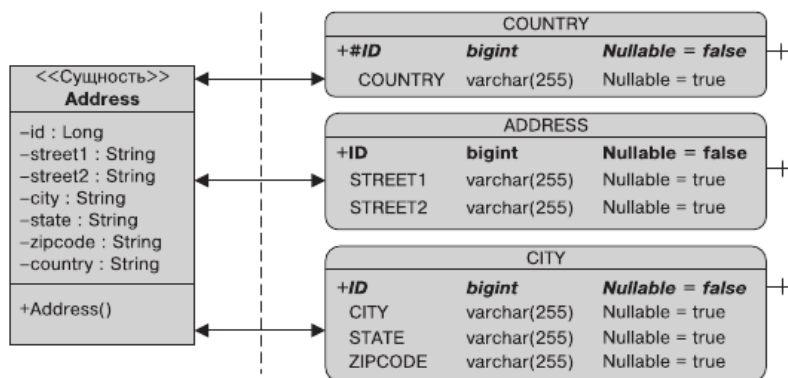 <<Сущность>>
Address
–id : Long
–street1 : String
–street2 : String
–city : String
–state : String
–zipcode : String
–country : String
+Address()
COUNTRY
+#ID bigint Nullable = false
COUNTRY varchar(255) Nullable = true
ADDRESS
+ID bigint Nullable = false
STREET1 varchar(255) Nullable = true
STREET2 varchar(255) Nullable = true
CITY
+ID bigint Nullable = false
CITY varchar(255) Nullable = true
STATE varchar(255) Nullable = true
ZIPCODE varchar(255) Nullable = true